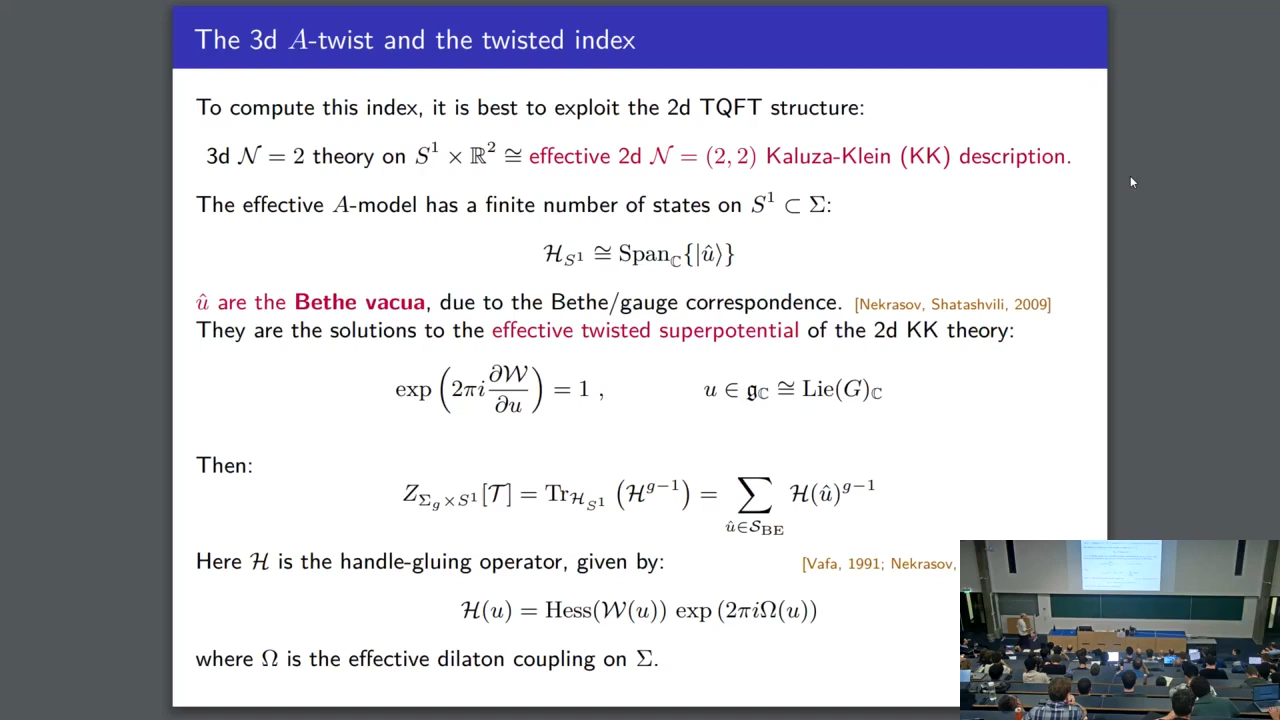 The 3d A-twist and the twisted index
To compute this index, it is best to exploit the 2d TQFT structure:
3d 𝒩 = 2 theory on S¹ × ℝ² ≅ effective 2d 𝒩 = (2, 2) Kaluza-Klein (KK) description.
The effective A-model has a finite number of states on S¹ ⊂ Σ:
ℋ_{S¹} ≅ Span_ℂ{|û⟩}
û are the Bethe vacua, due to the Bethe/gauge correspondence. [Nekrasov, Shatashvili, 2009]
They are the solutions to the effective twisted superpotential of the 2d KK theory:
exp(2πi ∂𝒲/∂u) = 1 , u ∈ 𝔤_ℂ ≅ Lie(G)_ℂ
Then:
Z_{Σ_g×S¹}[𝒯] = Tr_{ℋ_{S¹}} (ℋ^{g−1}) = ∑_{û∈𝒮_BE} ℋ(û)^{g−1}
Here ℋ is the handle-gluing operator, given by: [Vafa, 1991; Nekrasov,
ℋ(u) = Hess(𝒲(u)) exp (2πiΩ(u))
where Ω is the effective dilaton coupling on Σ.